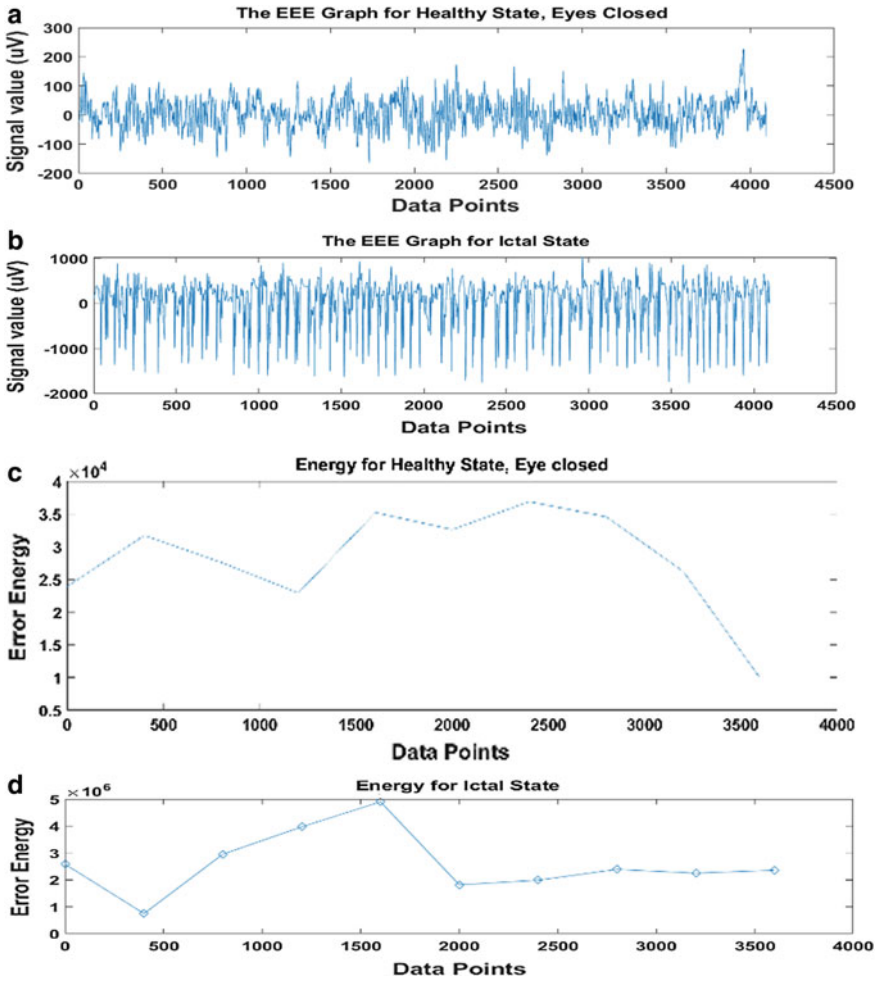 a
The EEE Graph for Healthy State, Eyes Closed
Signal value (uV)
300
200
100
0
-100
-200
0 500 1000 1500 2000 2500 3000 3500 4000 4500
Data Points
b
The EEE Graph for Ictal State
Signal value (uV)
1000
0
-1000
-2000
0 500 1000 1500 2000 2500 3000 3500 4000 4500
Data Points
c
×10^4
Energy for Healthy State, Eye closed
Error Energy
4
3.5
3
2.5
2
1.5
1
0.5
0 500 1000 1500 2000 2500 3000 3500 4000
Data Points
d
×10^6
Energy for Ictal State
Error Energy
5
4
3
2
1
0
0 500 1000 1500 2000 2500 3000 3500 4000
Data Points